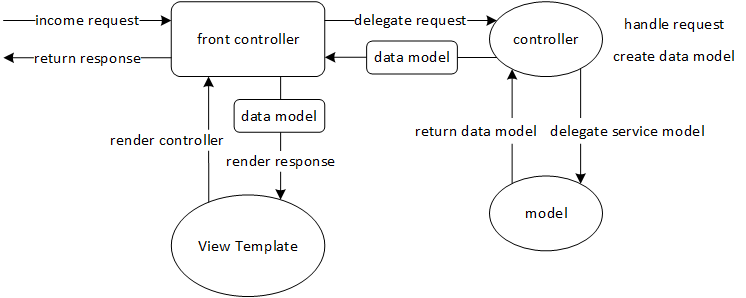 income request
delegate request
handle request
front controller
controller
return response
data model
create data model
data model
return data model
delegate service model
render controller
render response
model
View Template